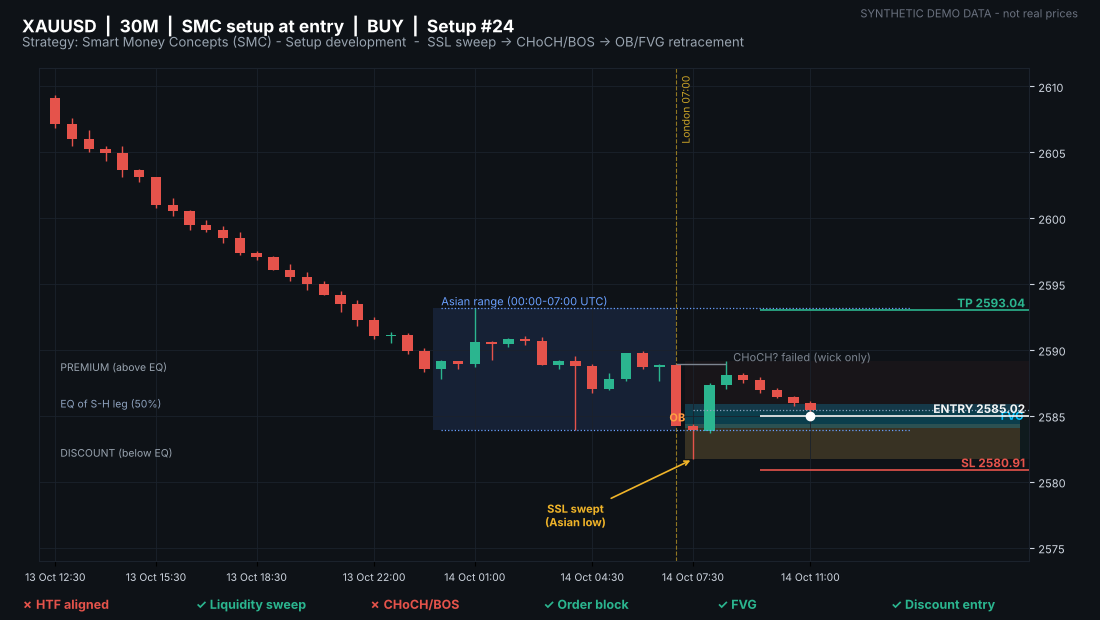 XAUUSD | 30M | SMC setup at entry | BUY | Setup #24
SYNTHETIC DEMO DATA - not real prices
Strategy: Smart Money Concepts (SMC) - Setup development - SSL sweep → CHoCH/BOS → OB/FVG retracement
London 07:00
2610
2605
2600
2595
Asian range (00:00-07:00 UTC)
TP 2593.04
2590
CHoCH? failed (wick only)
PREMIUM (above EQ)
EQ of S-H leg (50%)
ENTRY 2585.02
OB
FVG
2585
DISCOUNT (below EQ)
SL 2580.91
2580
SSL swept
(Asian low)
2575
13 Oct 12:30
13 Oct 15:30
13 Oct 18:30
13 Oct 22:00
14 Oct 01:00
14 Oct 04:30
14 Oct 07:30
14 Oct 11:00
× HTF aligned
✓ Liquidity sweep
× CHoCH/BOS
✓ Order block
✓ FVG
✓ Discount entry